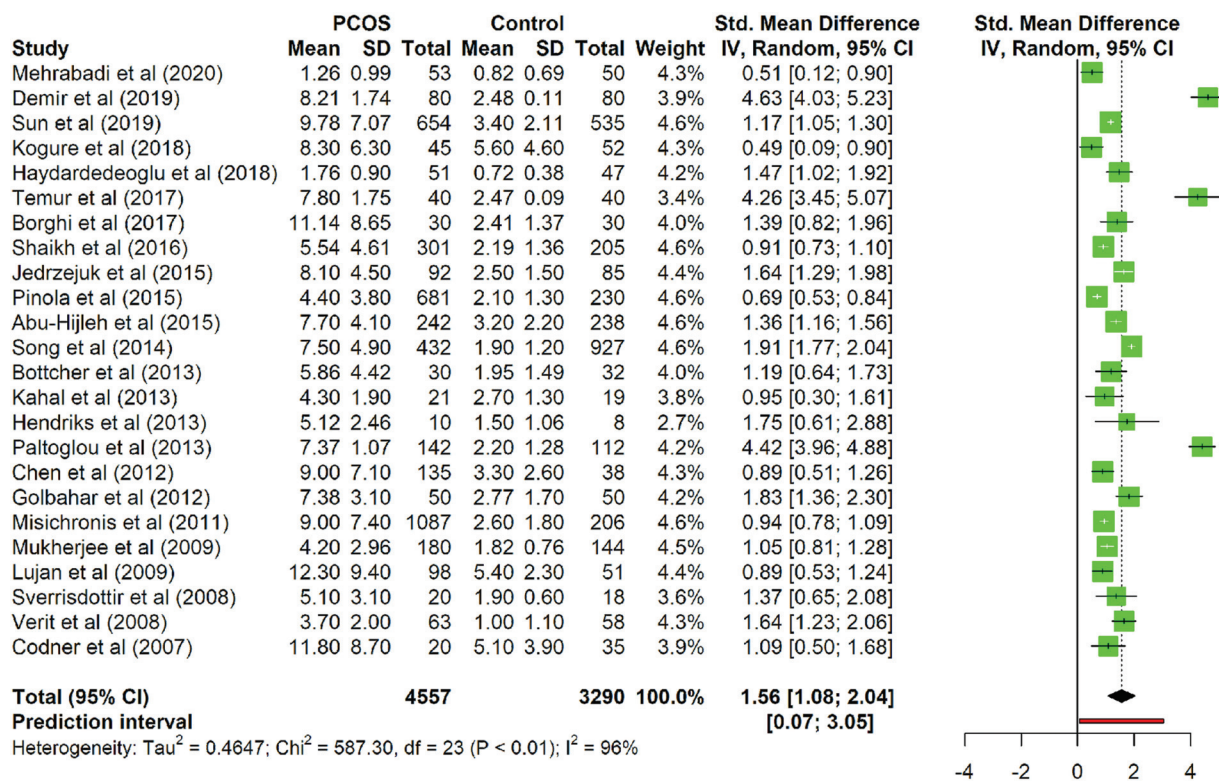 PCOS Control Std. Mean Difference Std. Mean Difference
Study Mean SD Total Mean SD Total Weight IV, Random, 95% CI IV, Random, 95% CI
Mehrabadi et al (2020) 1.26 0.99 53 0.82 0.69 50 4.3% 0.51 [0.12; 0.90]
Demir et al (2019) 8.21 1.74 80 2.48 0.11 80 3.9% 4.63 [4.03; 5.23]
Sun et al (2019) 9.78 7.07 654 3.40 2.11 535 4.6% 1.17 [1.05; 1.30]
Kogure et al (2018) 8.30 6.30 45 5.60 4.60 52 4.3% 0.49 [0.09; 0.90]
Haydardedeoglu et al (2018) 1.76 0.90 51 0.72 0.38 47 4.2% 1.47 [1.02; 1.92]
Temur et al (2017) 7.80 1.75 40 2.47 0.09 40 3.4% 4.26 [3.45; 5.07]
Borghi et al (2017) 11.14 8.65 30 2.41 1.37 30 4.0% 1.39 [0.82; 1.96]
Shaikh et al (2016) 5.54 4.61 301 2.19 1.36 205 4.6% 0.91 [0.73; 1.10]
Jedrzejuk et al (2015) 8.10 4.50 92 2.50 1.50 85 4.4% 1.64 [1.29; 1.98]
Pinola et al (2015) 4.40 3.80 681 2.10 1.30 230 4.6% 0.69 [0.53; 0.84]
Abu-Hijleh et al (2015) 7.70 4.10 242 3.20 2.20 238 4.6% 1.36 [1.16; 1.56]
Song et al (2014) 7.50 4.90 432 1.90 1.20 927 4.6% 1.91 [1.77; 2.04]
Bottcher et al (2013) 5.86 4.42 30 1.95 1.49 32 4.0% 1.19 [0.64; 1.73]
Kahal et al (2013) 4.30 1.90 21 2.70 1.30 19 3.8% 0.95 [0.30; 1.61]
Hendriks et al (2013) 5.12 2.46 10 1.50 1.06 8 2.7% 1.75 [0.61; 2.88]
Paltoglou et al (2013) 7.37 1.07 142 2.20 1.28 112 4.2% 4.42 [3.96; 4.88]
Chen et al (2012) 9.00 7.10 135 3.30 2.60 38 4.3% 0.89 [0.51; 1.26]
Golbahar et al (2012) 7.38 3.10 50 2.77 1.70 50 4.2% 1.83 [1.36; 2.30]
Misichronis et al (2011) 9.00 7.40 1087 2.60 1.80 206 4.6% 0.94 [0.78; 1.09]
Mukherjee et al (2009) 4.20 2.96 180 1.82 0.76 144 4.5% 1.05 [0.81; 1.28]
Lujan et al (2009) 12.30 9.40 98 5.40 2.30 51 4.4% 0.89 [0.53; 1.24]
Sverrisdottir et al (2008) 5.10 3.10 20 1.90 0.60 18 3.6% 1.37 [0.65; 2.08]
Verit et al (2008) 3.70 2.00 63 1.00 1.10 58 4.3% 1.64 [1.23; 2.06]
Codner et al (2007) 11.80 8.70 20 5.10 3.90 35 3.9% 1.09 [0.50; 1.68]
Total (95% CI) 4557 3290 100.0% 1.56 [1.08; 2.04]
Prediction interval [0.07; 3.05]
Heterogeneity: Tau² = 0.4647; Chi² = 587.30, df = 23 (P < 0.01); I² = 96%
-4 -2 0 2 4